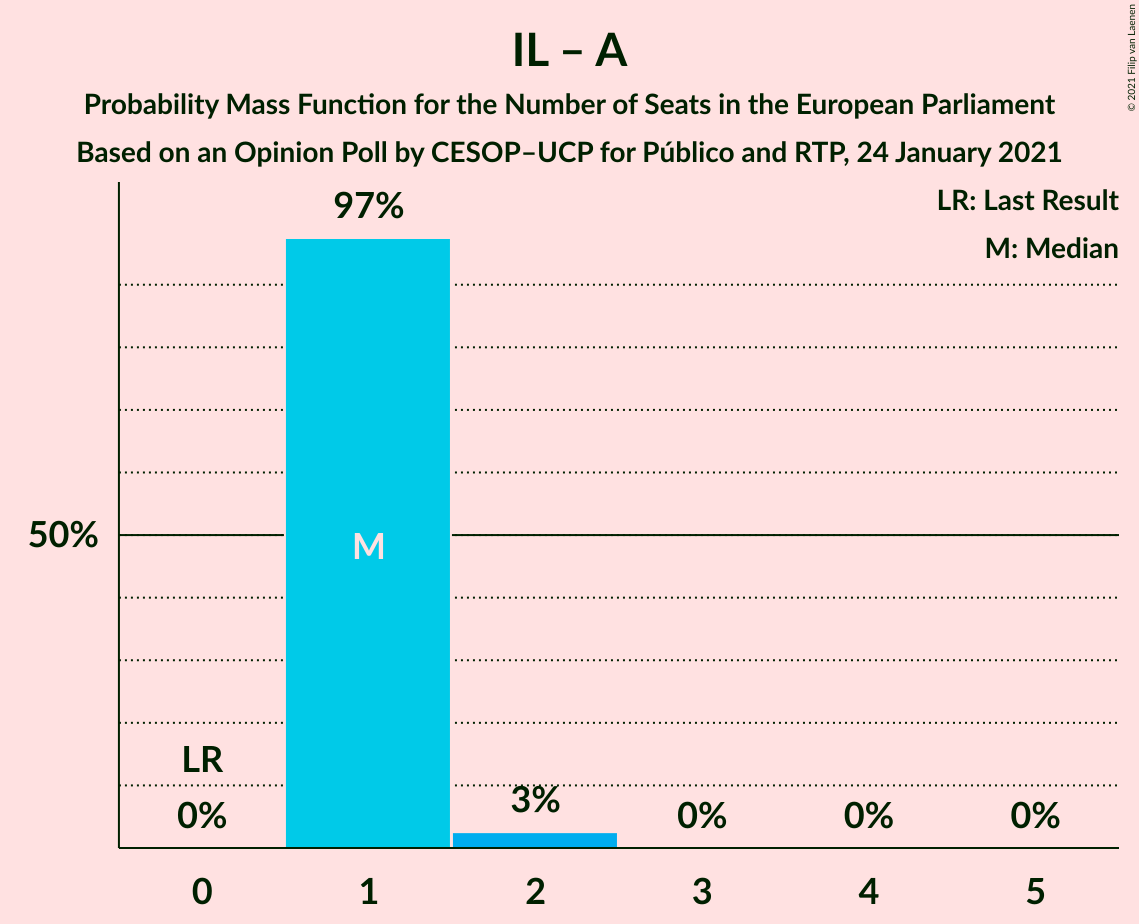 IL – A
Probability Mass Function for the Number of Seats in the European Parliament
Based on an Opinion Poll by CESOP–UCP for Público and RTP, 24 January 2021
© 2021 Filip van Laenen
LR: Last Result
M: Median
97%
50%
M
LR
0%
3%
0%
0%
0%
0 1 2 3 4 5